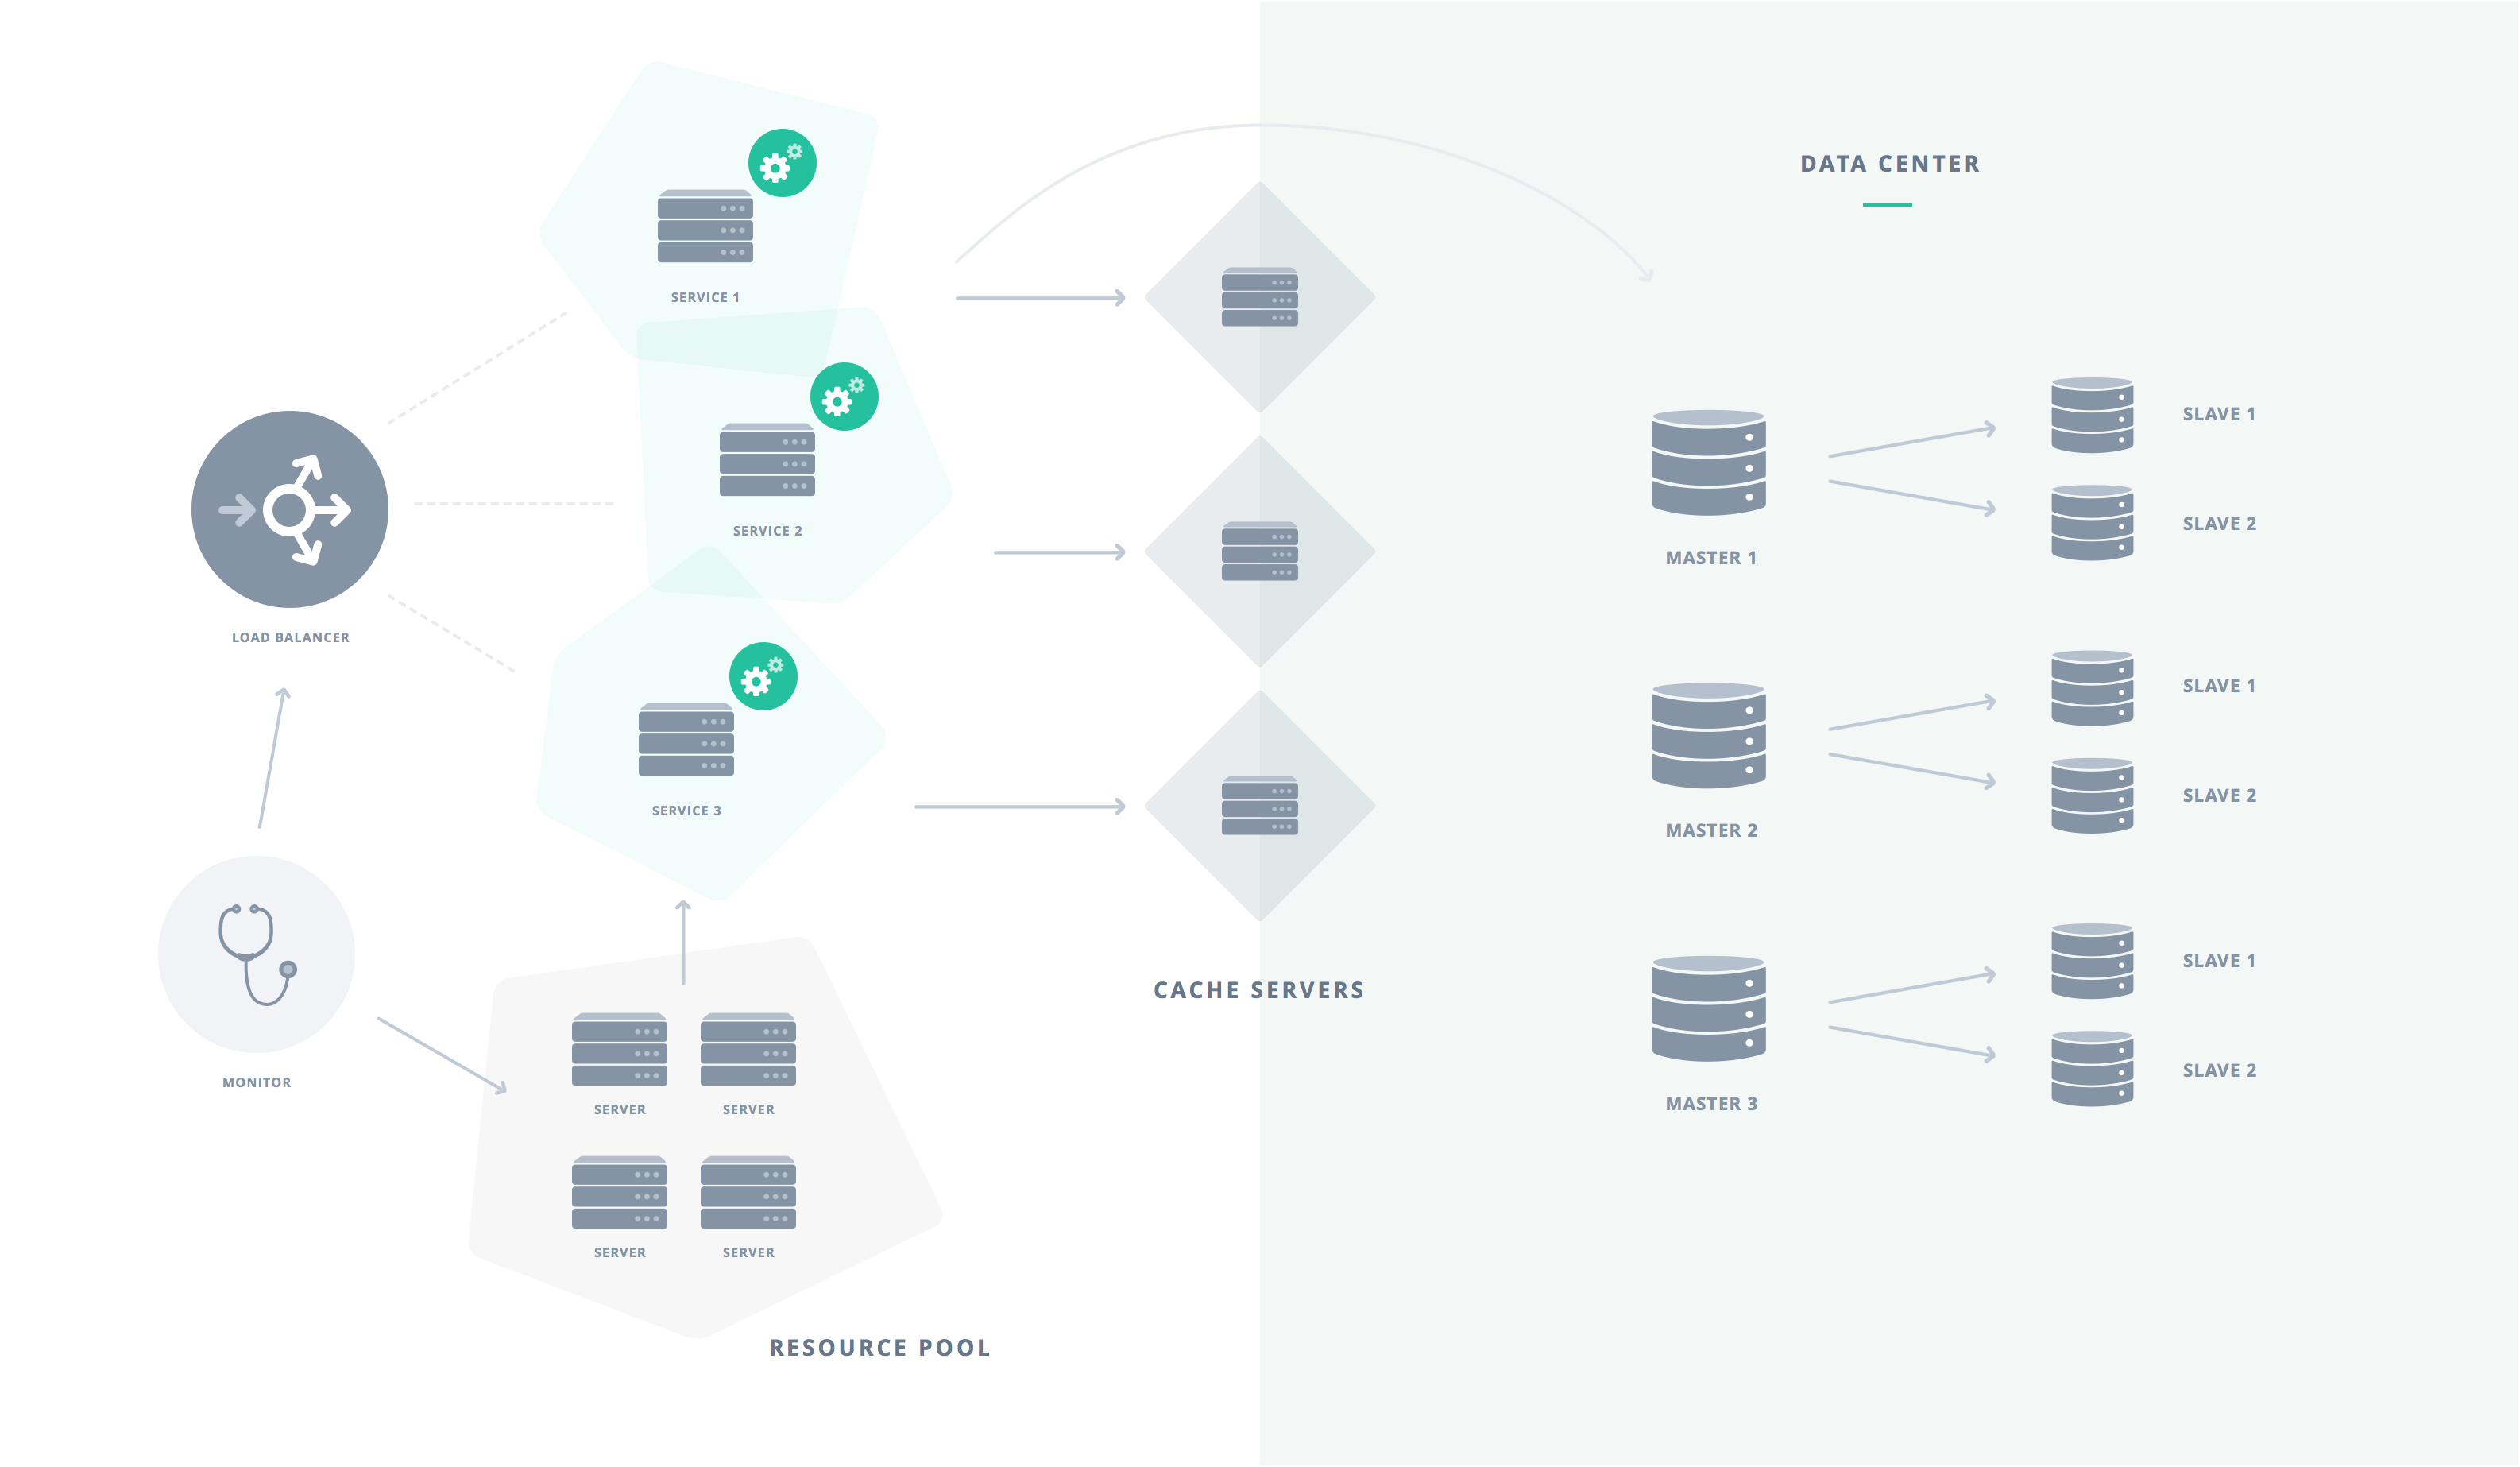 DATA CENTER
SERVICE 1
SERVICE 2
LOAD BALANCER
SERVICE 3
MONITOR
SERVER SERVER
SERVER SERVER
RESOURCE POOL
CACHE SERVERS
MASTER 1
SLAVE 1
SLAVE 2
MASTER 2
SLAVE 1
SLAVE 2
MASTER 3
SLAVE 1
SLAVE 2